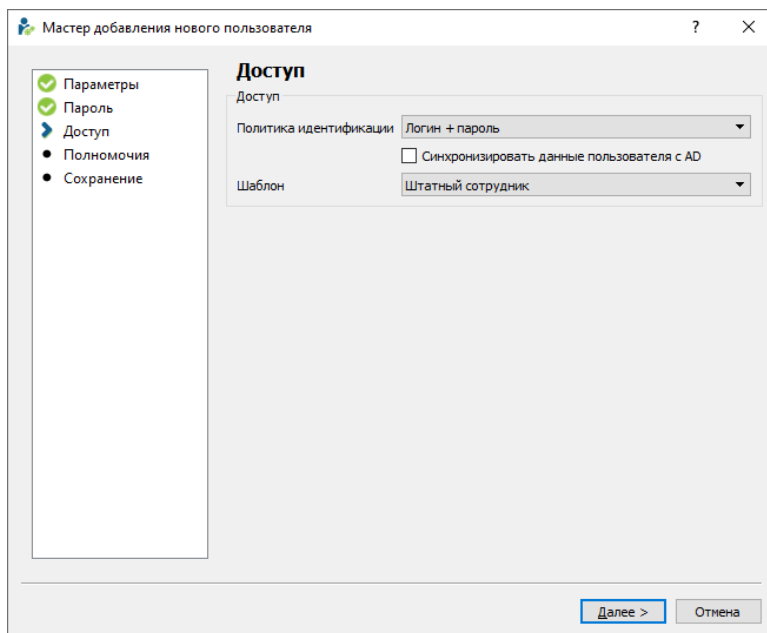 Мастер добавления нового пользователя
?
Параметры
Пароль
Доступ
Полномочия
Сохранение
Доступ
Доступ
Политика идентификации Логин + пароль
Синхронизировать данные пользователя с AD
Шаблон Штатный сотрудник
Далее > Отмена